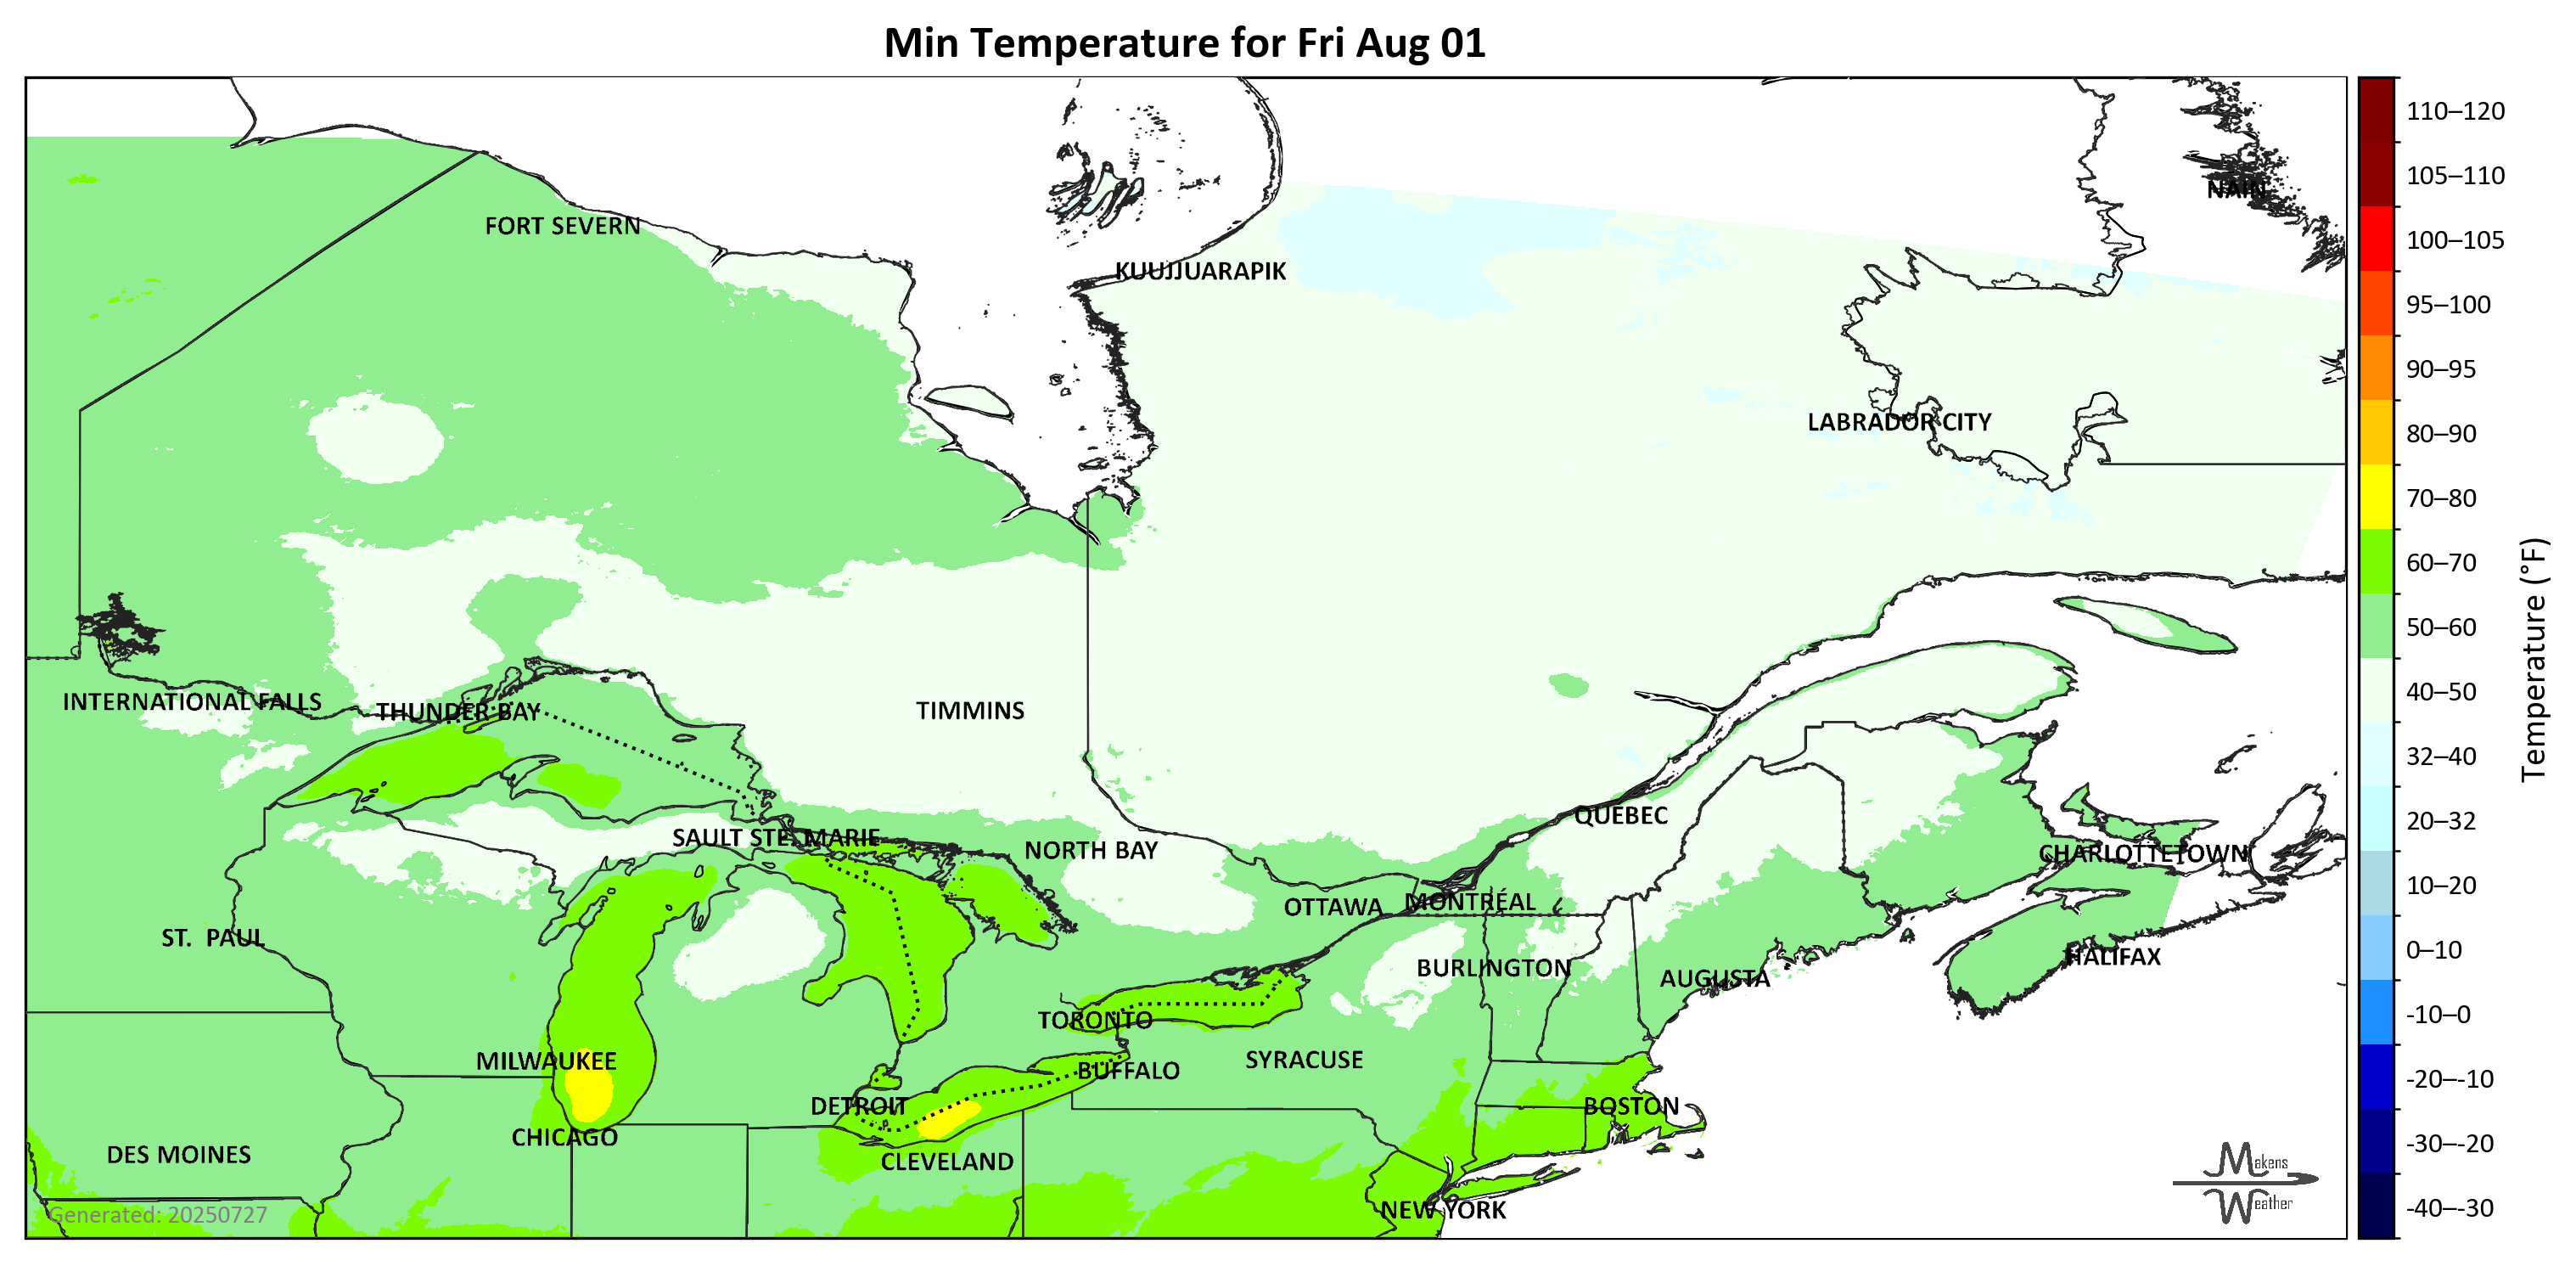 Min Temperature for Fri Aug 01
110–120
105–110
NAIN
100–105
FORT SEVERN
KUUJJUARAPIK
95–100
90–95
LABRADOR CITY
80–90
70–80
60–70
50–60
Temperature (°F)
INTERNATIONAL FALLS
THUNDER BAY
TIMMINS
40–50
32–40
QUEBEC
20–32
SAULT STE. MARIE
NORTH BAY
CHARLOTTETOWN
10–20
OTTAWA
MONTRÉAL
ST. PAUL
0–10
HALIFAX
BURLINGTON
AUGUSTA
-10–0
TORONTO
MILWAUKEE
SYRACUSE
BUFFALO
-20–-10
DETROIT
BOSTON
CHICAGO
-30–-20
DES MOINES
CLEVELAND
Makens
Weather
NEW YORK
-40–-30
Generated: 20250727